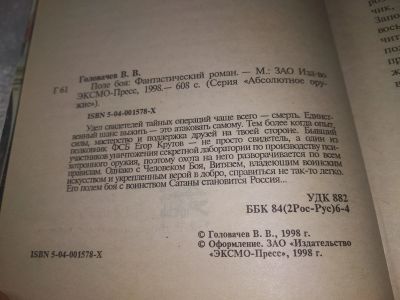 Головачев В. В.
Г 61
Поле боя: Фантастический роман. — М.: ЗАО Изд-во
ЭКСМО-Пресс, 1998.— 608 с. (Серия «Абсолютное ору-
жие»).
ISBN 5-04-001578-X
Удел свидетелей тайных операций чаще всего — смерть. Единст-
венный шанс выжить — это атаковать самому. Тем более когда опыт,
силы, мастерство и поддержка друзей на твоей стороне. Бывший
полковник ФСБ Егор Крутов — не просто свидетель, а один из
участников уничтожения секретной лаборатории по производству пси-
хотронного оружия, поэтому охота на него разворачивается по всем
правилам. Однако с Человеком Боя, Витязем, владеющим воинским
искусством и укрепленным верой в добро, справиться не так-то легко.
Его полем боя с воинством Сатаны становится Россия...
УДК 882
ББК 84(2Рос-Рус)6-4
© Головачев В. В., 1998 г.
© Оформление. ЗАО «Издательство
«ЭКСМО-Пресс», 1998 г.
ISBN 5-04-001578-X